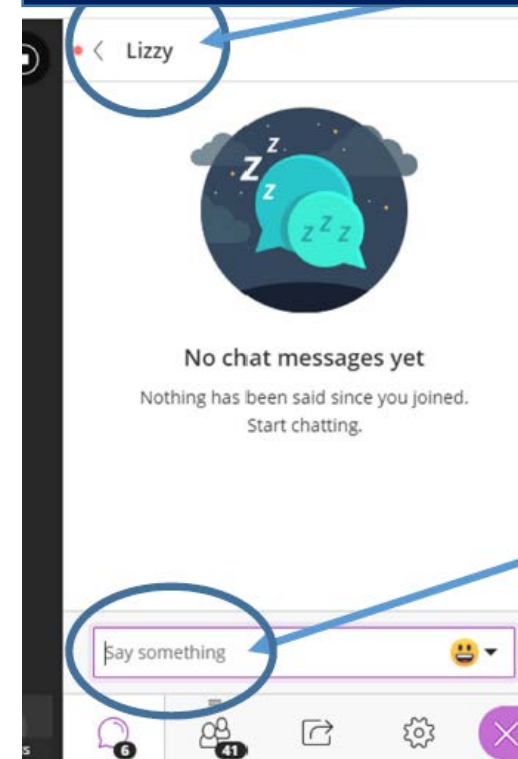 Lizzy
z
Z
z
z z z
No chat messages yet
Nothing has been said since you joined.
Start chatting.
Say something
6
41
s